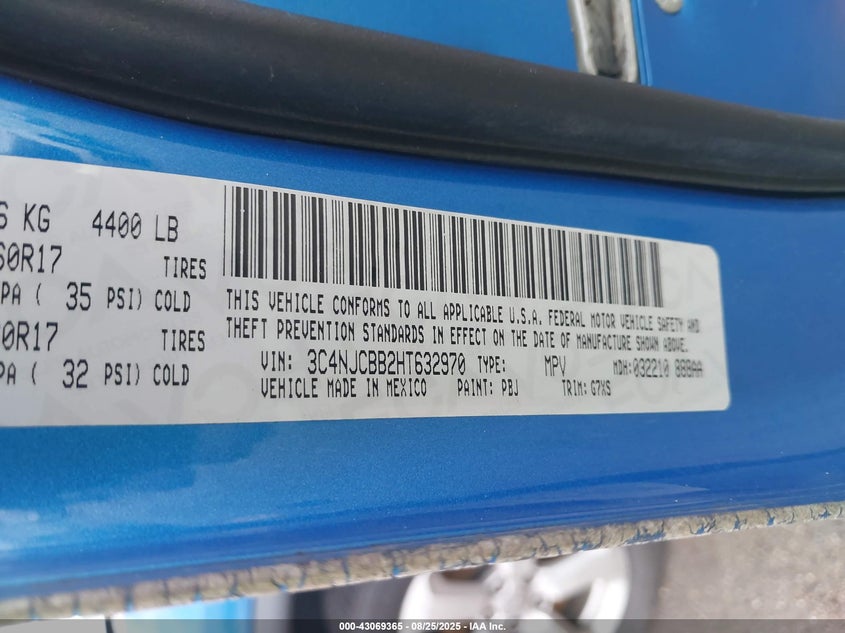 6 KG 4400 LB
60R17 TIRES
PA ( 35 PSI) COLD
60R17 TIRES
PA ( 32 PSI) COLD
THIS VEHICLE CONFORMS TO ALL APPLICABLE U.S.A. FEDERAL MOTOR VEHICLE SAFETY AND
THEFT PREVENTION STANDARDS IN EFFECT ON THE DATE OF MANUFACTURE SHOWN ABOVE.
VIN: 3C4NJCBB2HT632970 TYPE: MPV MDH: 032210 888AA
VEHICLE MADE IN MEXICO PAINT: PBJ TRIM: G7XS
000-43069365 - 08/25/2025 - IAA Inc.